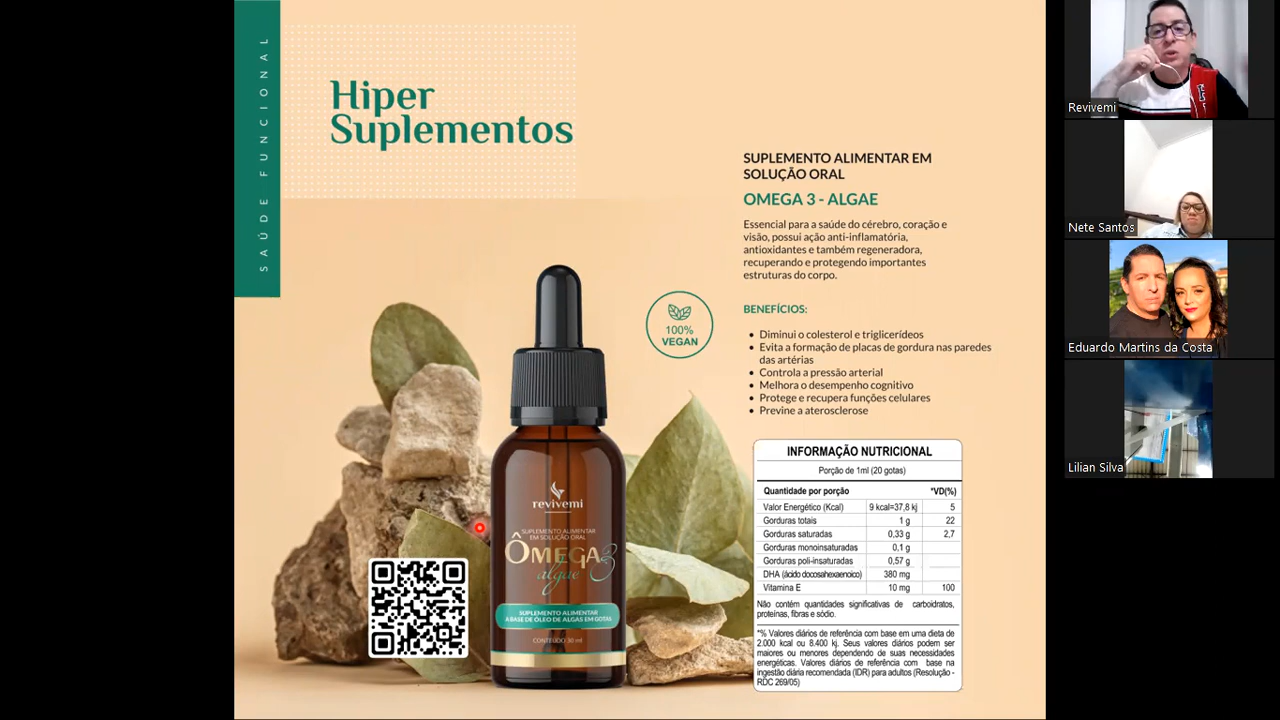 SAÚDE FUNCIONAL
Hiper
Suplementos
SUPLEMENTO ALIMENTAR EM
SOLUÇÃO ORAL
OMEGA 3 - ALGAE
Essencial para a saúde do cérebro, coração e
visão, possui ação anti-inflamatória,
antioxidantes e também regeneradora,
recuperando e protegendo importantes
estruturas do corpo.
100%
VEGAN
BENEFÍCIOS:
• Diminui o colesterol e triglicerídeos
• Evita a formação de placas de gordura nas paredes
das artérias
• Controla a pressão arterial
• Melhora o desempenho cognitivo
• Protege e recupera funções celulares
• Previne a aterosclerose
revivemi
SUPLEMENTO ALIMENTAR
EM SOLUÇÃO ORAL
ÔMEGA 3
algae
SUPLEMENTO ALIMENTAR
A BASE DE ÓLEO DE ALGAS EM GOTAS
CONTEÚDO 30 ml
INFORMAÇÃO NUTRICIONAL
Porção de 1ml (20 gotas)
Quantidade por porção *VD(%)
Valor Energético (Kcal) 9 kcal=37,8 kj 5
Gorduras totais 1 g 22
Gorduras saturadas 0,33 g 2,7
Gorduras monoinsaturadas 0,1 g
Gorduras poli-insaturadas 0,57 g
DHA (ácido docosahexaenoico) 380 mg
Vitamina E 10 mg 100
Não contém quantidades significativas de carboidratos,
proteínas, fibras e sódio.
*% Valores diários de referência com base em uma dieta de
2.000 kcal ou 8.400 kj. Seus valores diários podem ser
maiores ou menores dependendo de suas necessidades
energéticas. Valores diários de referência com base na
ingestão diária recomendada (IDR) para adultos (Resolução -
RDC 269/05)
Revivemi
Nete Santos
Eduardo Martins da Costa
Lilian Silva